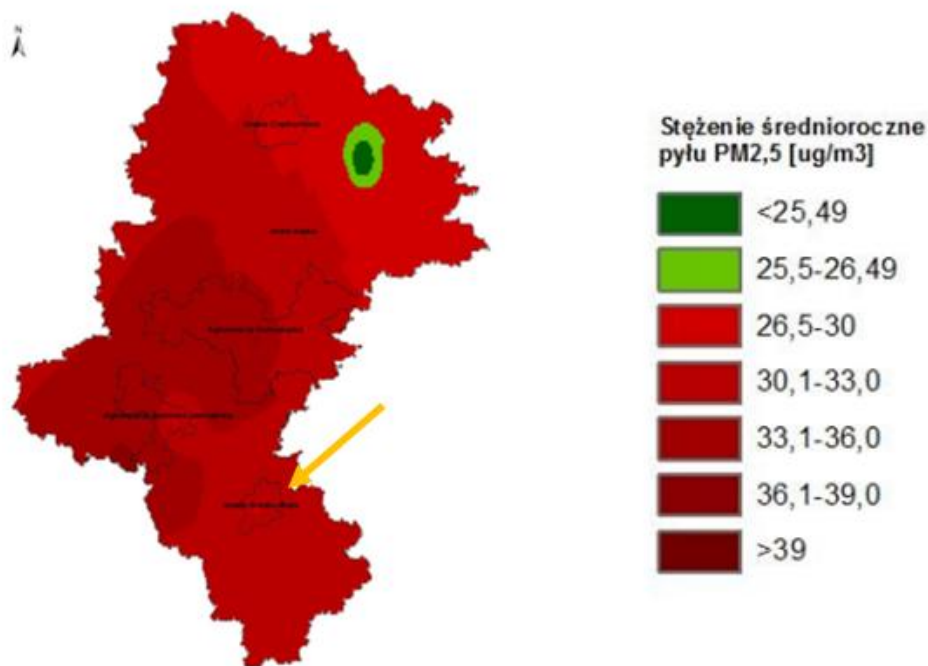 N
Stężenie średnioroczne
pyłu PM2,5 [ug/m3]
<25,49
25,5-26,49
26,5-30
30,1-33,0
33,1-36,0
36,1-39,0
>39